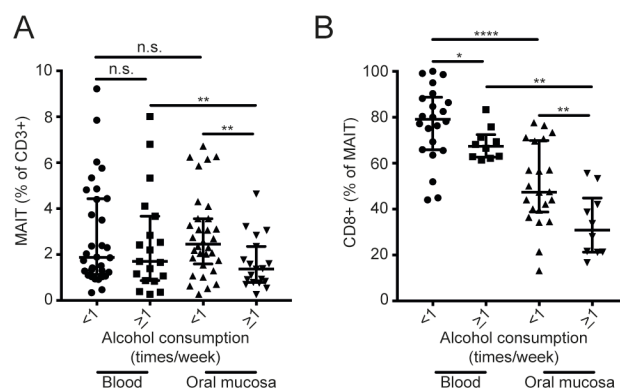 A
B
n.s.
n.s.
**
**
****
*
**
**
MAIT (% of CD3+)
10
8
6
4
2
0
<1
≥1
<1
≥1
Alcohol consumption
(times/week)
Blood
Oral mucosa
CD8+ (% of MAIT)
100
80
60
40
20
0
<1
≥1
<1
≥1
Alcohol consumption
(times/week)
Blood
Oral mucosa